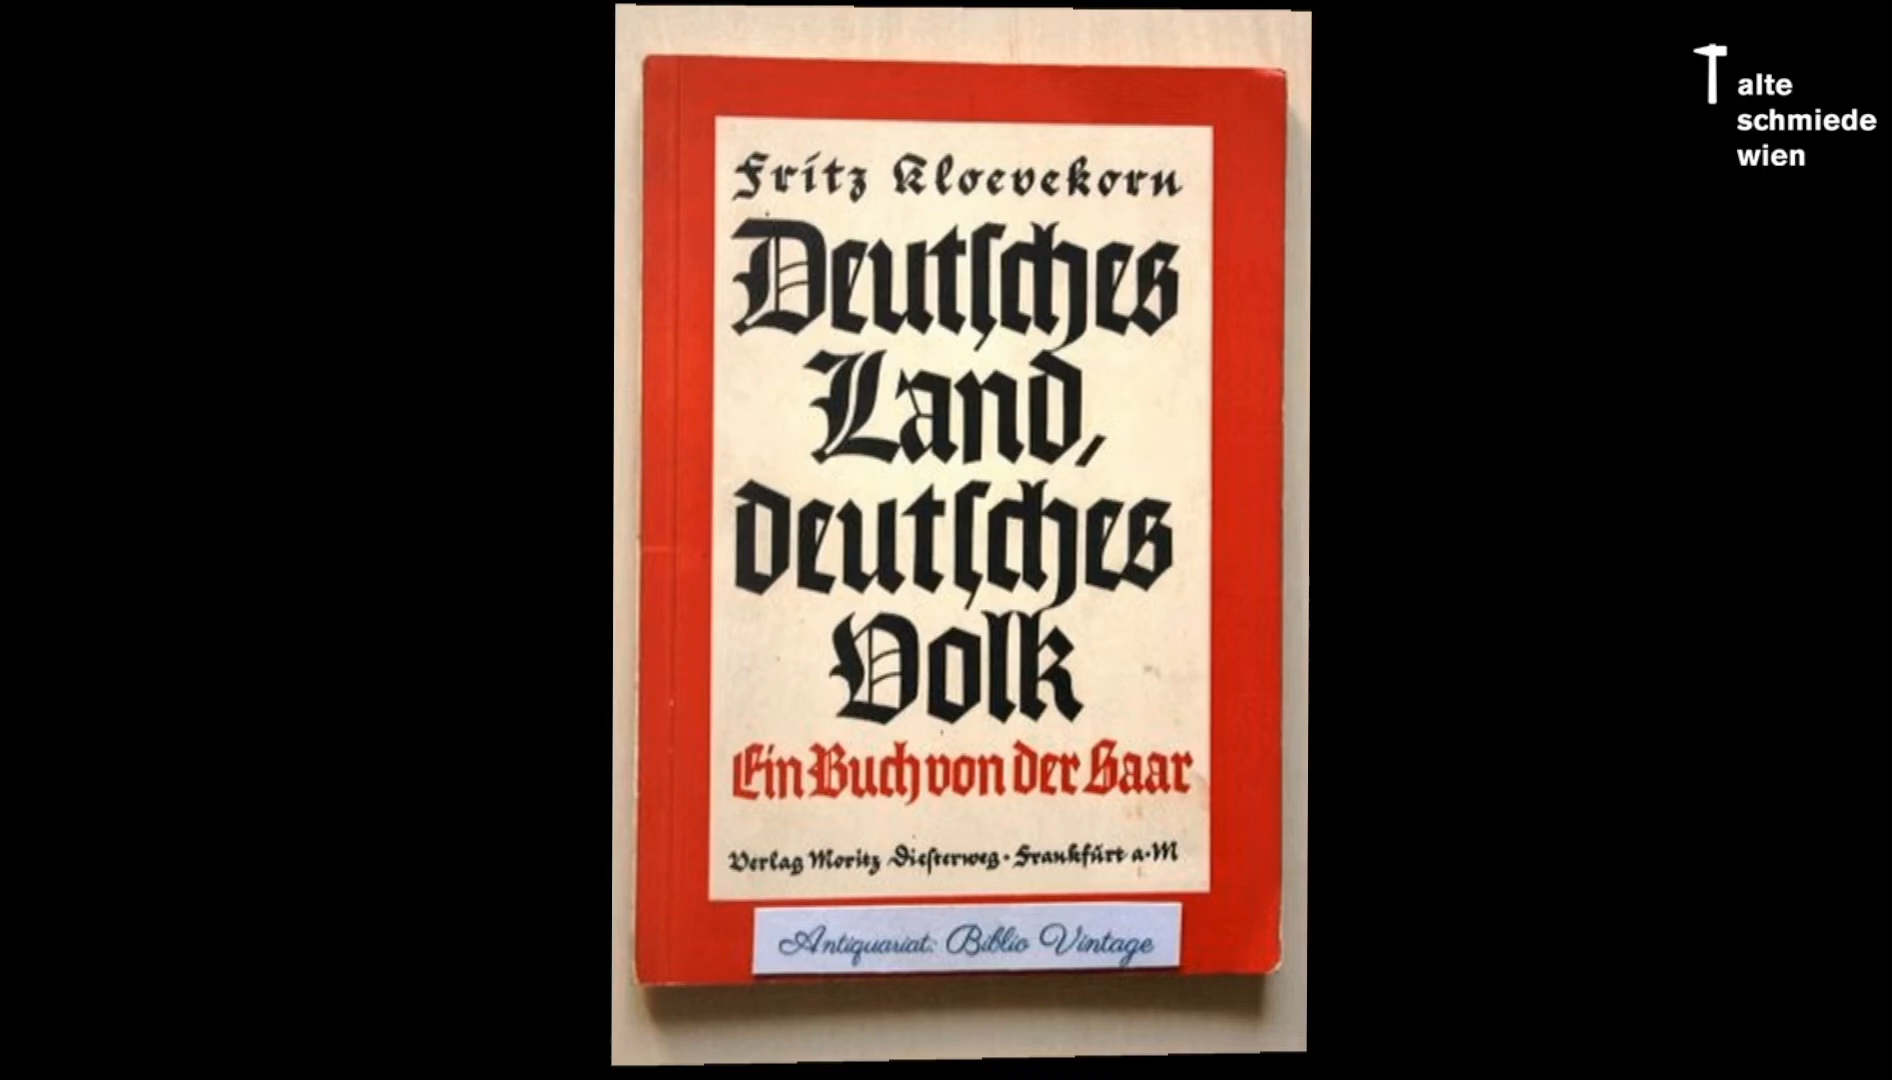 Fritz Kloevekorn
Deutsches
Land,
deutsches
Volk
Ein Buch von der Saar
Verlag Moritz Diesterweg · Frankfurt a·M
Antiquariat: Biblio Vintage
alte
schmiede
wien